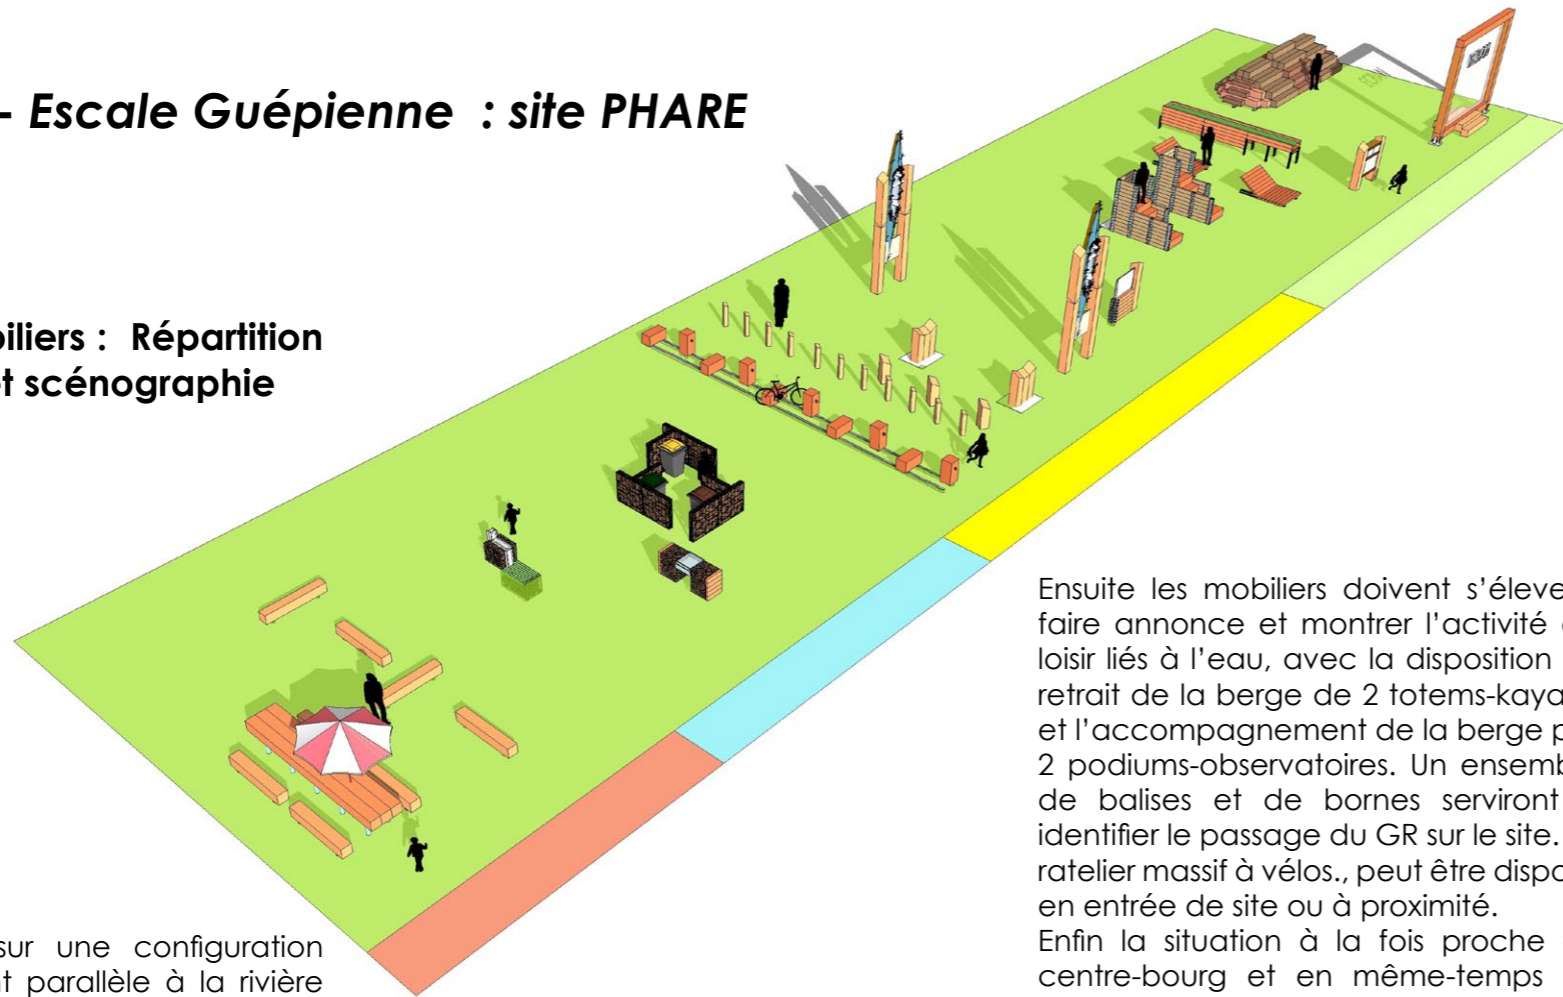 - Escale Guépienne : site PHARE
biliers : Répartition
et scénographie
Ensuite les mobiliers doivent s’éleve
faire annonce et montrer l’activité
loisir liés à l’eau, avec la disposition
retrait de la berge de 2 totems-kaya
et l’accompagnement de la berge p
2 podiums-observatoires. Un ensemb
de balises et de bornes serviront
identifier le passage du GR sur le site.
ratelier massif à vélos., peut être dispo
en entrée de site ou à proximité.
Enfin la situation à la fois proche
centre-bourg et en même-temps
sur une configuration
nt parallèle à la rivière